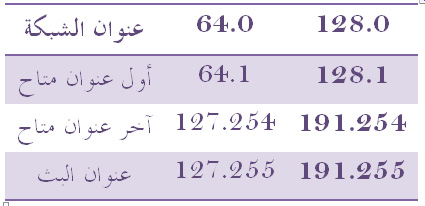 عنوان الشبكة 64.0 128.0
أول عنوان متاح 64.1 128.1
آخر عنوان متاح 127.254 191.254
عنوان البث 127.255 191.255